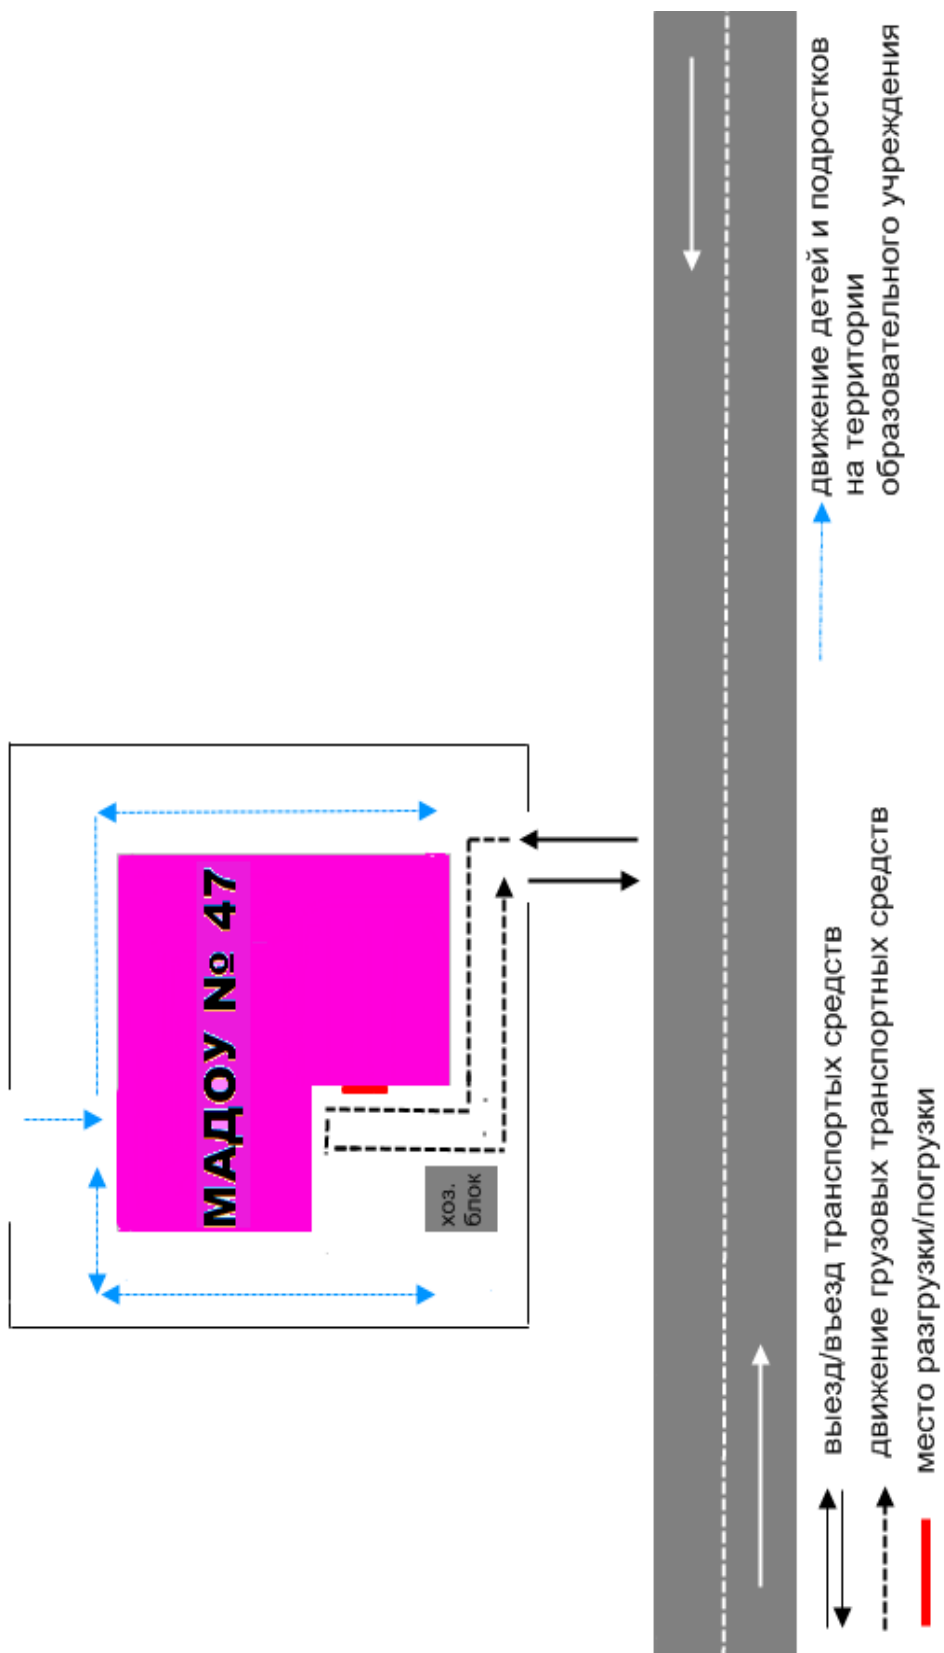 МАДОУ № 47
хоз.
блок
выезд/въезд транспортых средств
движение грузовых транспортных средств
место разгрузки/погрузки
движение детей и подростков
на территории
образовательного учреждения